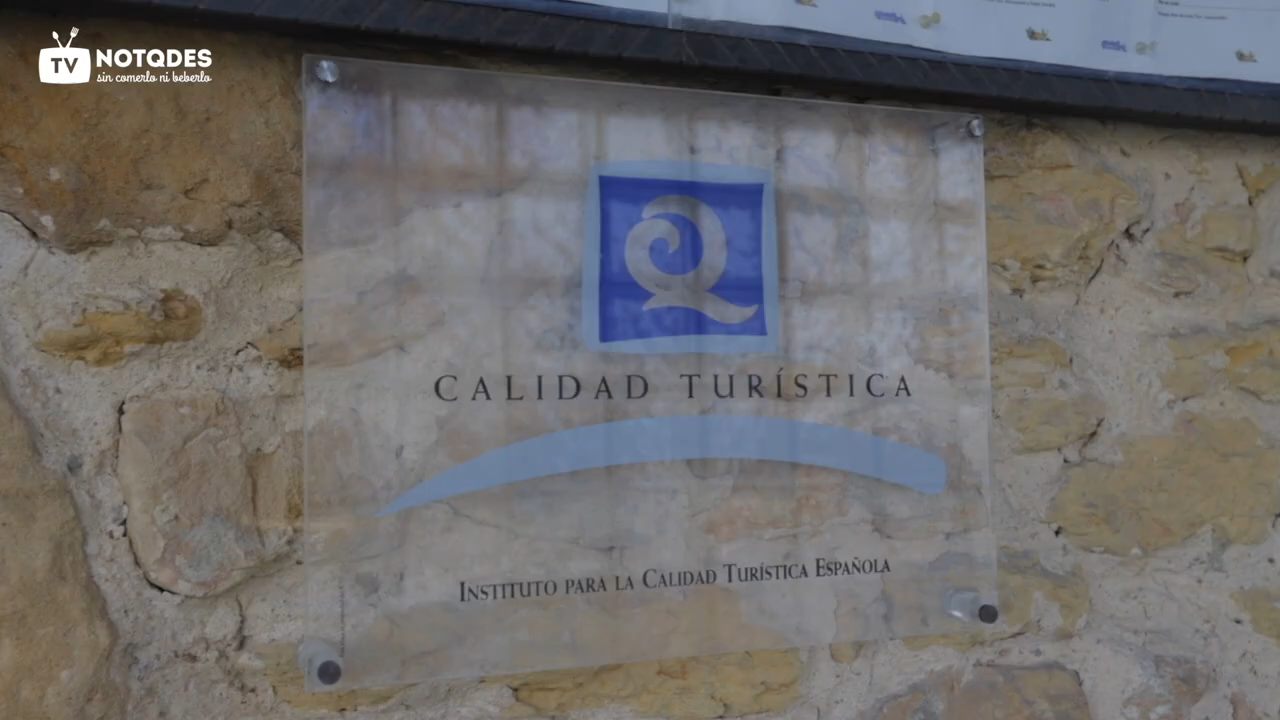 TV NOTQDES
sin comerlo ni beberlo
Q
CALIDAD TURÍSTICA
INSTITUTO PARA LA CALIDAD TURÍSTICA ESPAÑOLA